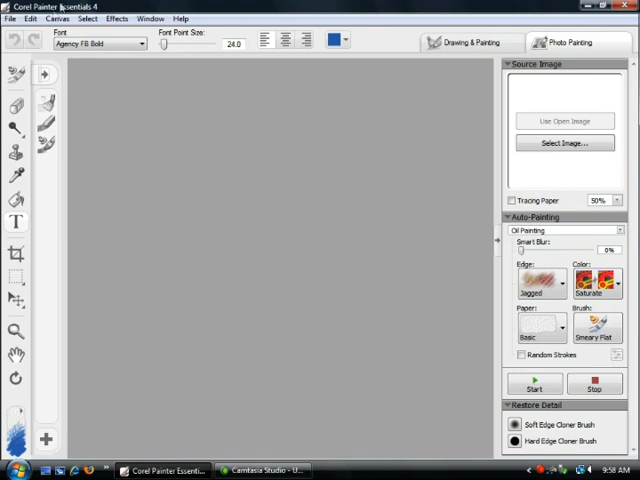 Corel Painter Essentials 4
File Edit Canvas Select Effects Window Help
Font
Agency FB Bold
Font Point Size:
24.0
Drawing & Painting
Photo Painting
Source Image
Use Open Image
Select Image...
Tracing Paper 50%
Auto-Painting
Oil Painting
Smart Blur:
0%
Edge: Color:
Jagged Saturate
Paper: Brush:
Basic Smeary Flat
Random Strokes
Start Stop
Restore Detail
Soft Edge Cloner Brush
Hard Edge Cloner Brush
T
Corel Painter Essenti...
Camtasia Studio - U...
9:58 AM